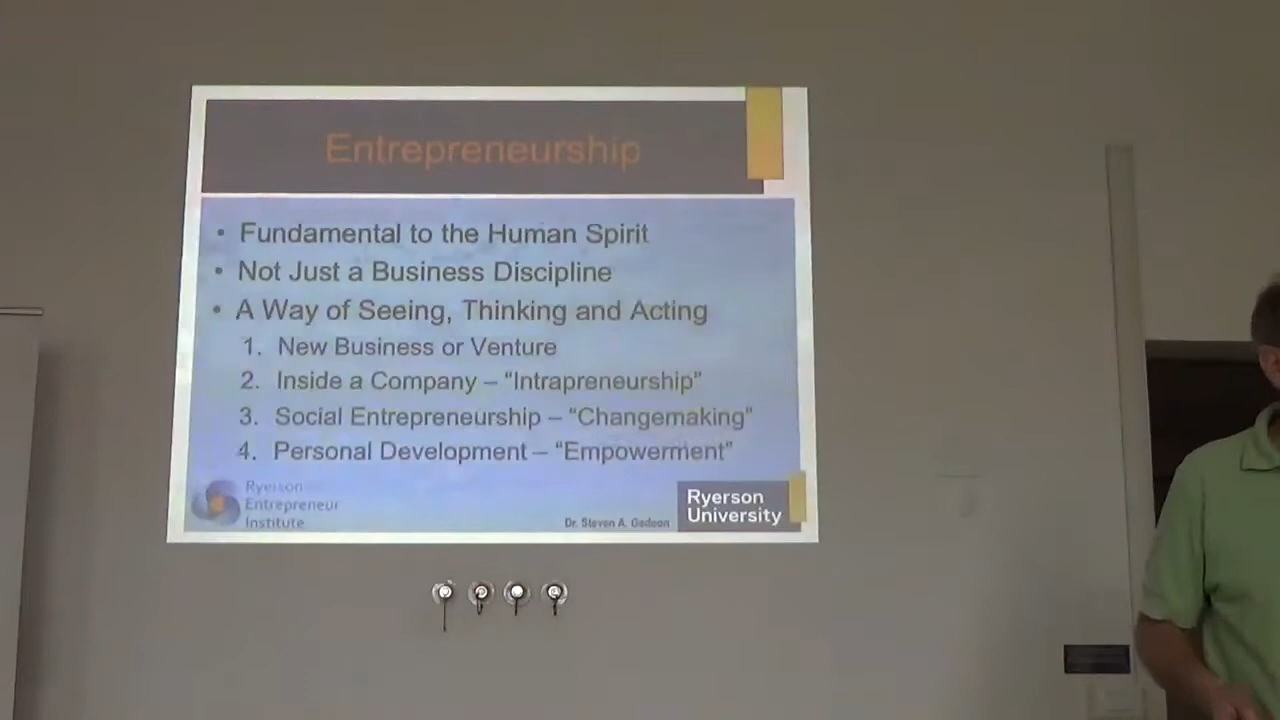 Entrepreneurship
• Fundamental to the Human Spirit
• Not Just a Business Discipline
• A Way of Seeing, Thinking and Acting
1. New Business or Venture
2. Inside a Company – “Intrapreneurship”
3. Social Entrepreneurship – “Changemaking”
4. Personal Development – “Empowerment”
Ryerson
Entrepreneur
Institute
Dr. Steven A. Gedeon
Ryerson
University